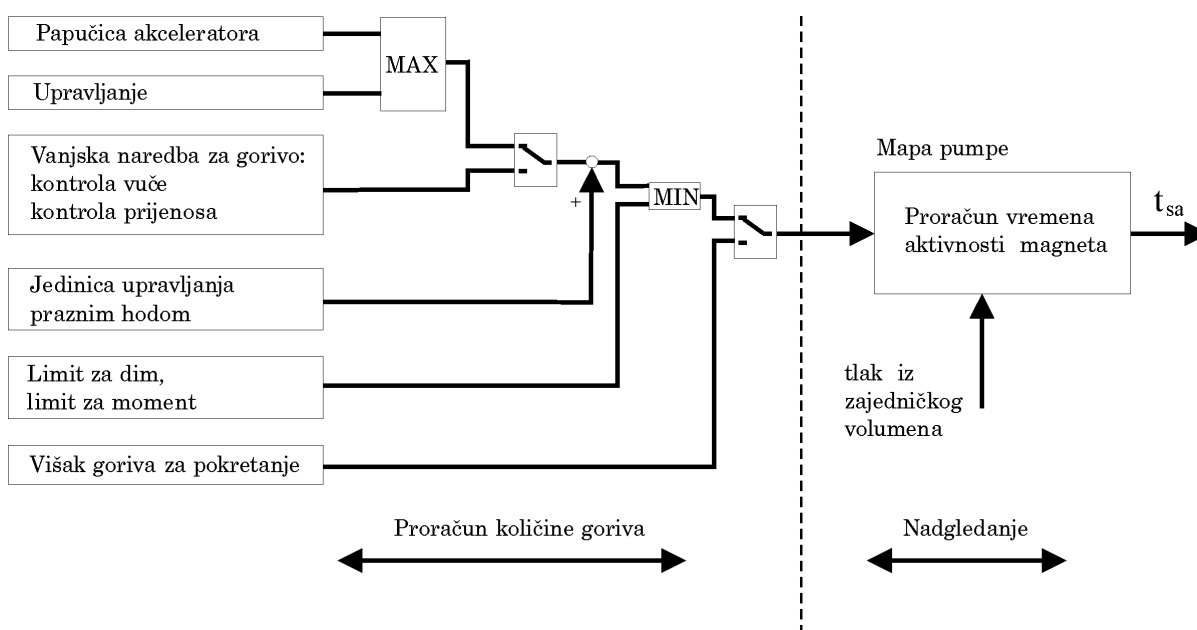 Papučica akceleratora
MAX
Upravljanje
Vanjska naredba za gorivo:
kontrola vuče
kontrola prijenosa
+
MIN
Jedinica upravljanja
praznim hodom
Limit za dim,
limit za moment
Višak goriva za pokretanje
Proračun količine goriva
Mapa pumpe
Proračun vremena
aktivnosti magneta
tsa
tlak iz
zajedničkog
volumena
Nadgledanje